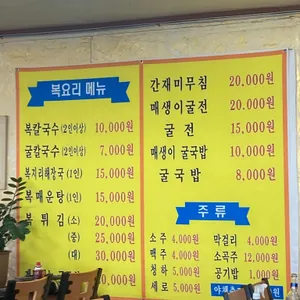 복요리 메뉴
복칼국수(2인이상) 10,000원
굴칼국수(2인이상) 7,000원
복지리해장국(1인) 15,000원
복매운탕(1인) 15,000원
복튀김(소) 20,000원
(중) 25,000원
(대) 30,000원
간재미무침 20,000원
매생이굴전 20,000원
굴전 15,000원
매생이 굴국밥 10,000원
굴국밥 8,000원
주류
소주 4,000원 막걸리 4,000원
맥주 4,000원 소곡주 12,000원
청하 5,000원 공기밥 1,000원
세로 5,000원